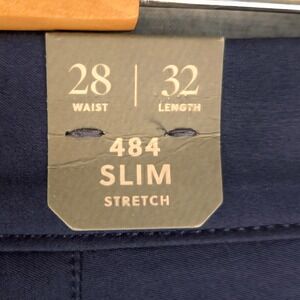 28 | 32
WAIST LENGTH
484
SLIM
STRETCH